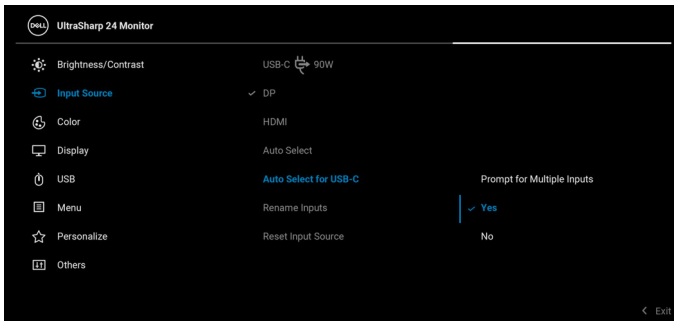 DELL UltraSharp 24 Monitor
Brightness/Contrast USB-C 90W
Input Source DP
Color HDMI
Display Auto Select
USB Auto Select for USB-C Prompt for Multiple Inputs
Menu Rename Inputs Yes
Personalize Reset Input Source No
Others
Exit